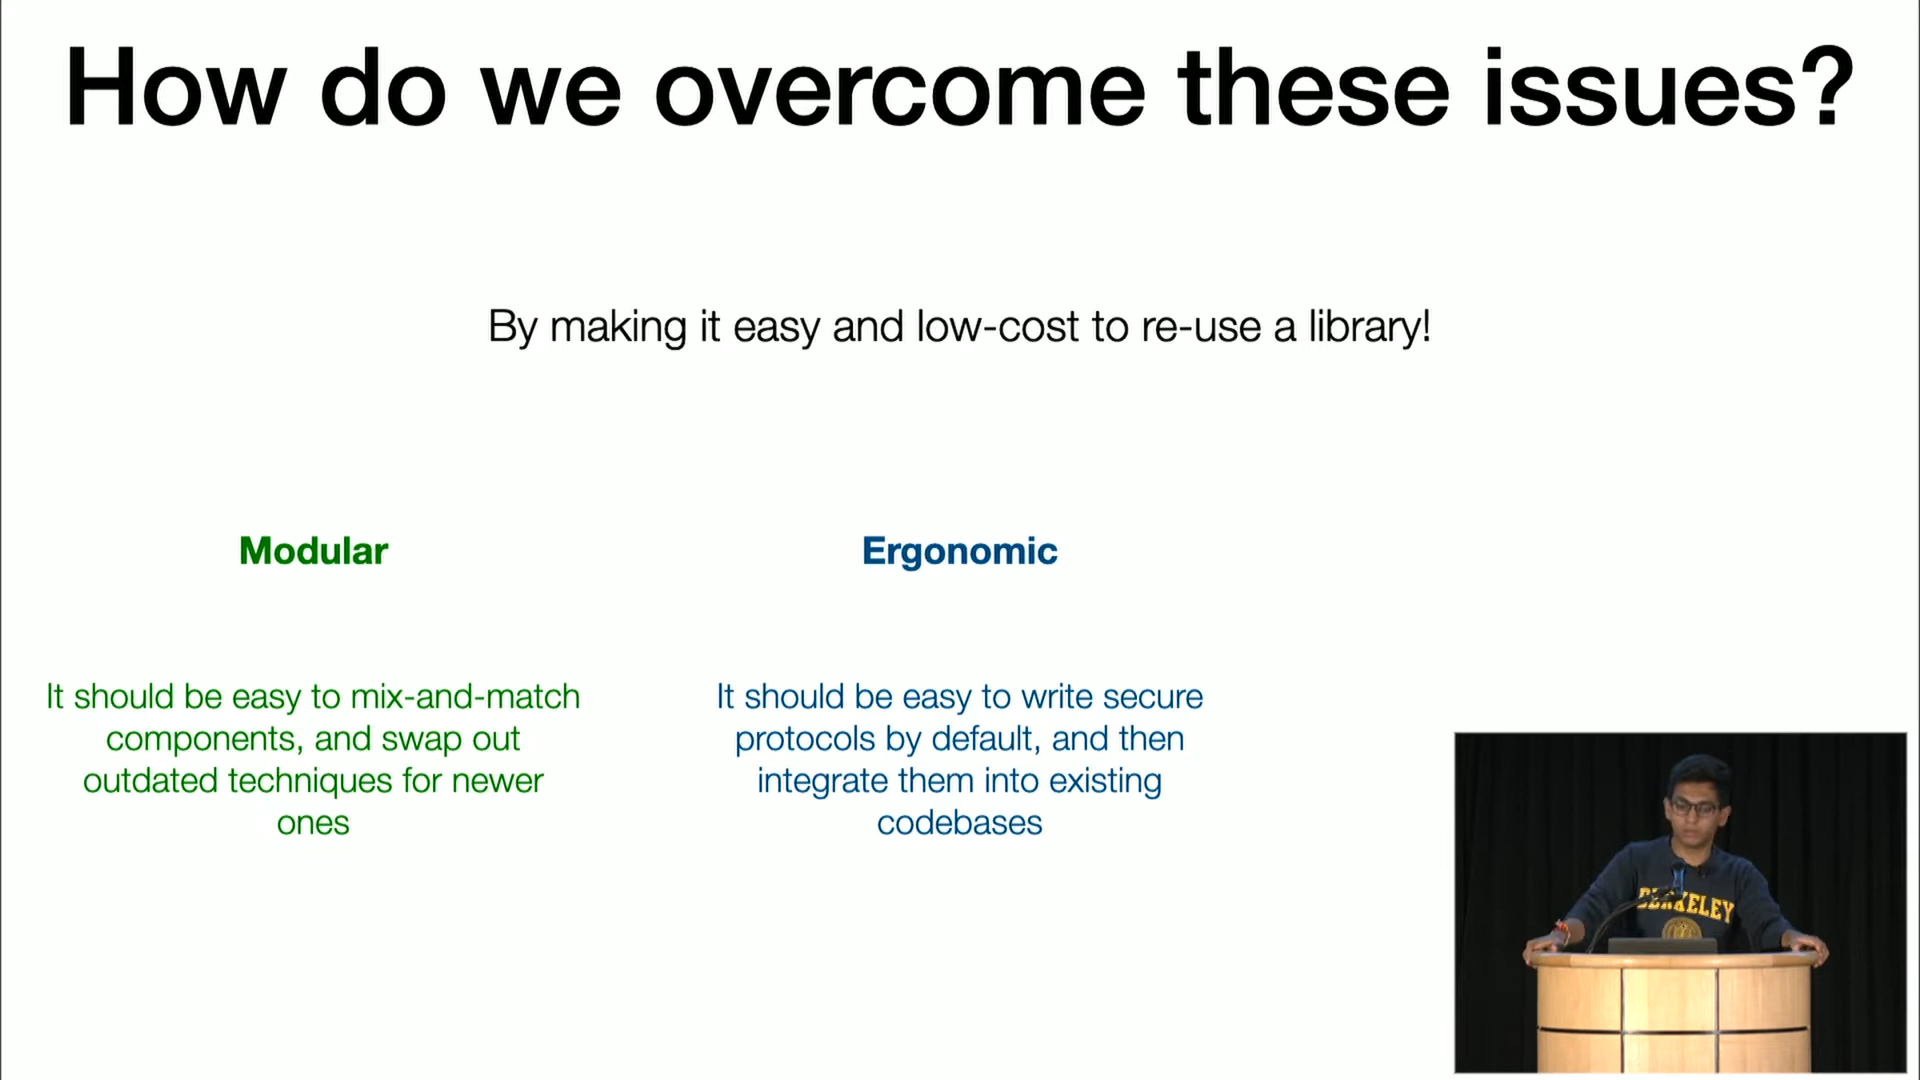 How do we overcome these issues?
By making it easy and low-cost to re-use a library!
Modular
It should be easy to mix-and-match
components, and swap out
outdated techniques for newer
ones
Ergonomic
It should be easy to write secure
protocols by default, and then
integrate them into existing
codebases
BERKELEY